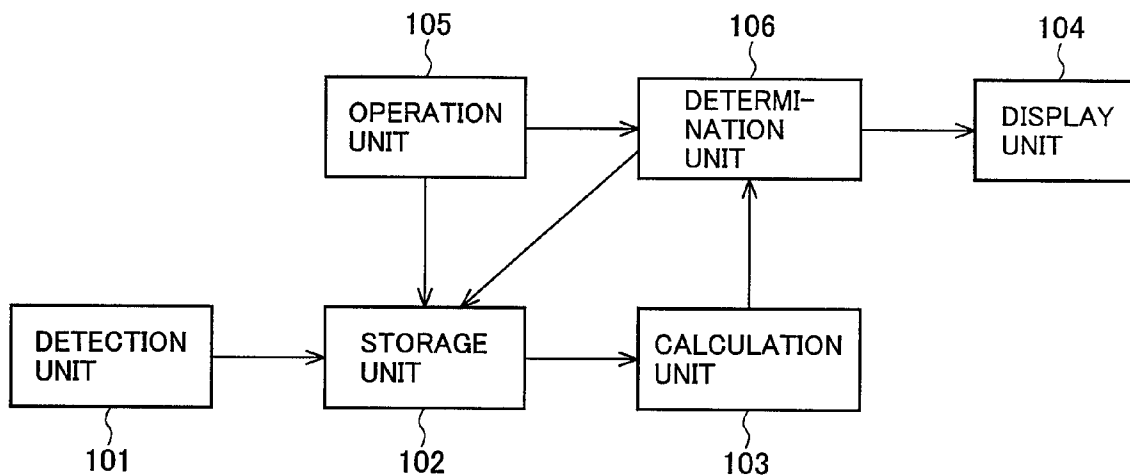 105
106
104
OPERATION
UNIT
DETERMI-
NATION
UNIT
DISPLAY
UNIT
DETECTION
UNIT
STORAGE
UNIT
CALCULATION
UNIT
101
102
103